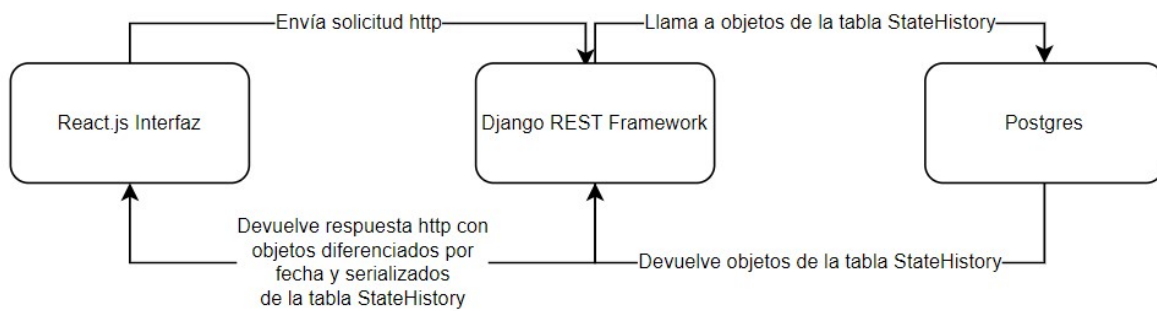 Envía solicitud http
Llama a objetos de la tabla StateHistory
React.js Interfaz
Django REST Framework
Postgres
Devuelve respuesta http con
objetos diferenciados por
fecha y serializados
de la tabla StateHistory
Devuelve objetos de la tabla StateHistory